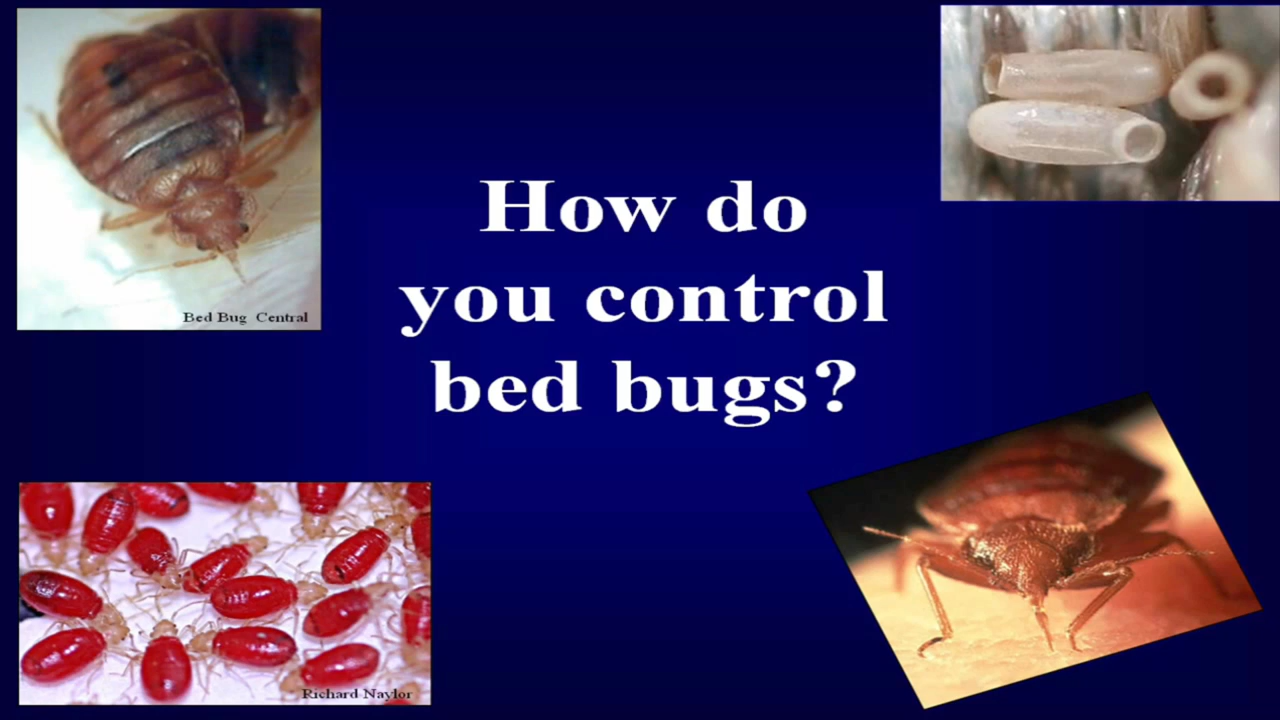 How do
you control
bed bugs?
Bed Bug Central
Richard Naylor